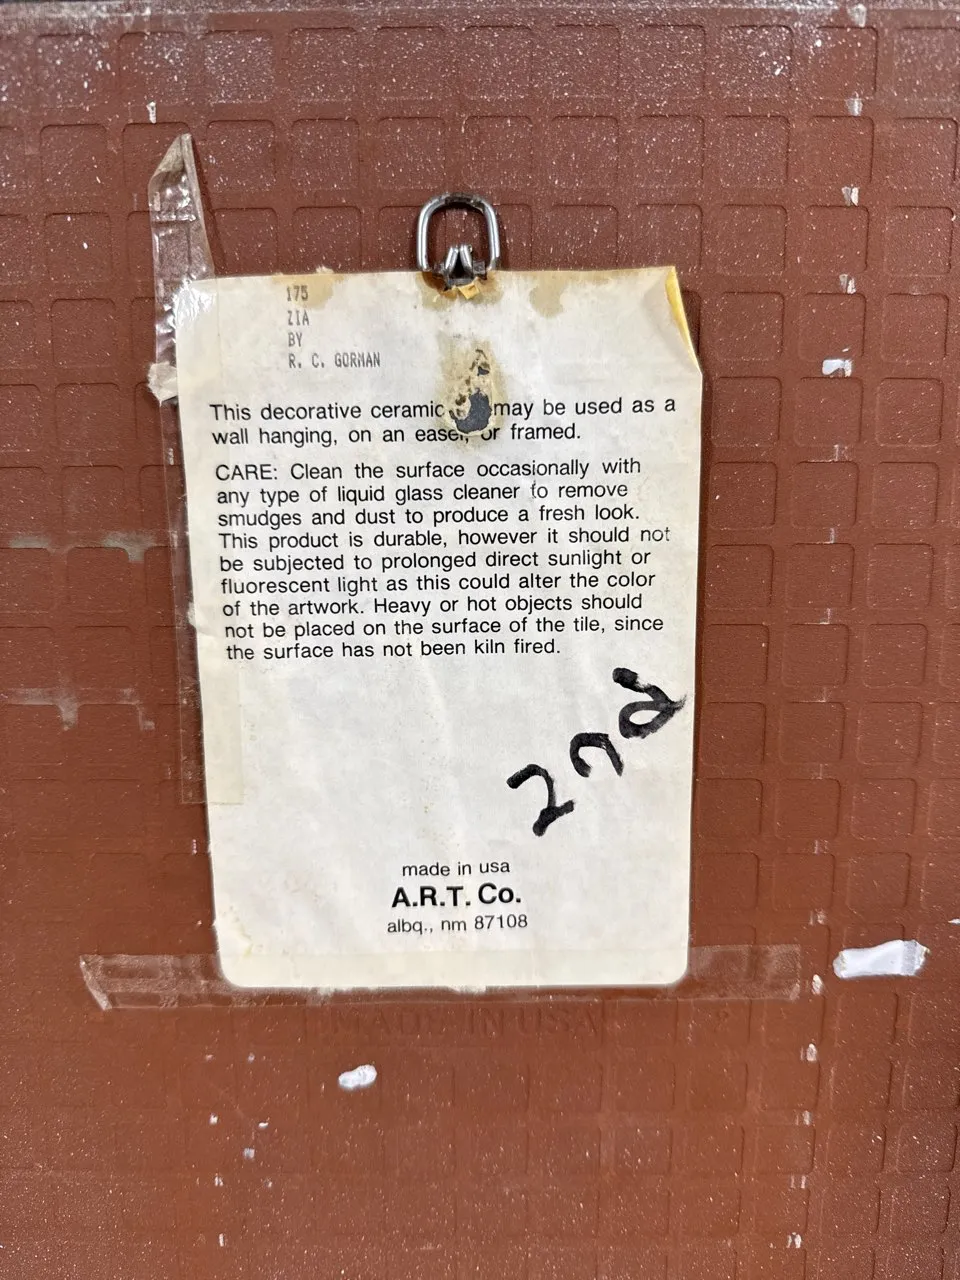 175
ZIA
BY
R. C. GORMAN
This decorative ceramic may be used as a
wall hanging, on an easel, or framed.
CARE: Clean the surface occasionally with
any type of liquid glass cleaner to remove
smudges and dust to produce a fresh look.
This product is durable, however it should not
be subjected to prolonged direct sunlight or
fluorescent light as this could alter the color
of the artwork. Heavy or hot objects should
not be placed on the surface of the tile, since
the surface has not been kiln fired.
made in usa
A.R.T. Co.
albq., nm 87108
MADE IN USA